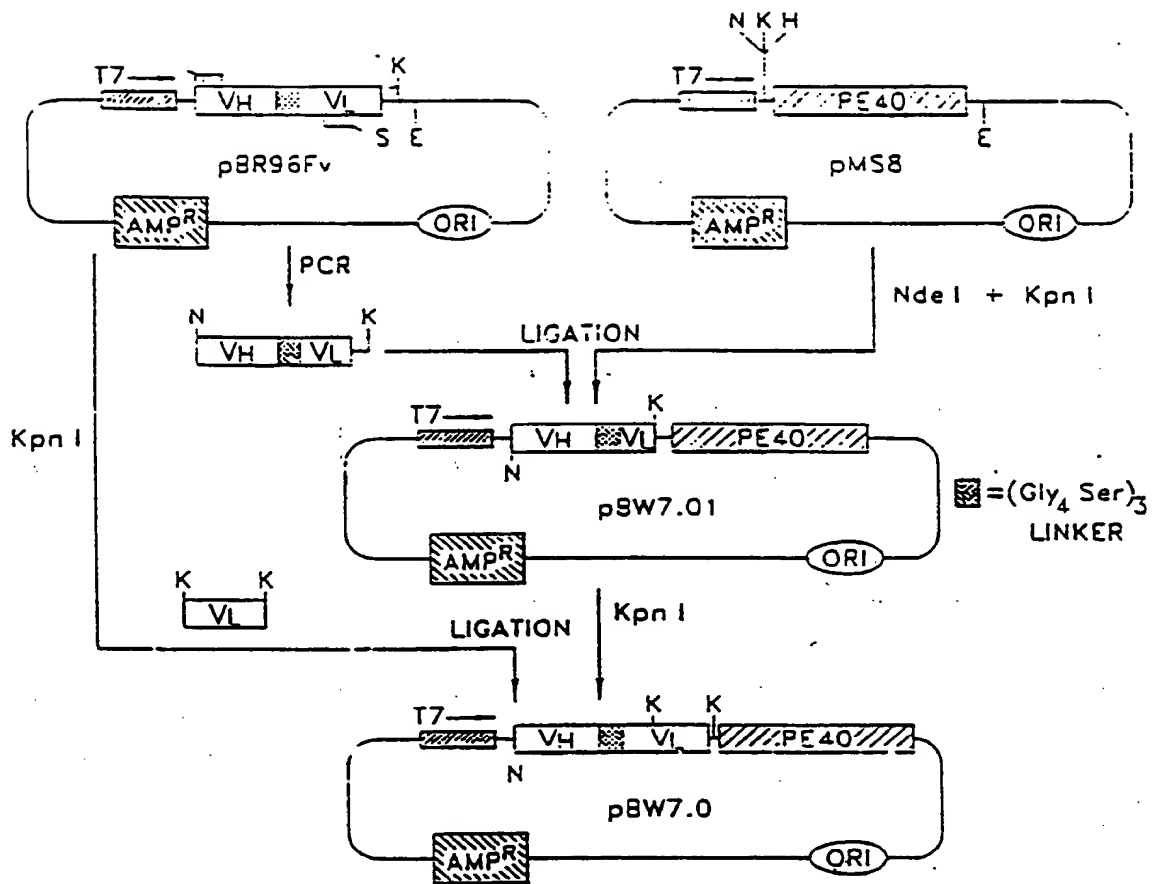 N K H
T7
K
VH
VL
S
E
pBR96Fv
AMPR
ORI
T7
PE40
E
pMS8
AMPR
ORI
PCR
Nde I + Kpn I
N
K
VH
VL
LIGATION
Kpn I
T7
K
VH
VL
PE40
N
pBW7.01
AMPR
ORI
=(Gly4 Ser)3
LINKER
K
K
VL
LIGATION
Kpn I
T7
K
K
VH
VL
PE40
N
pBW7.0
AMPR
ORI